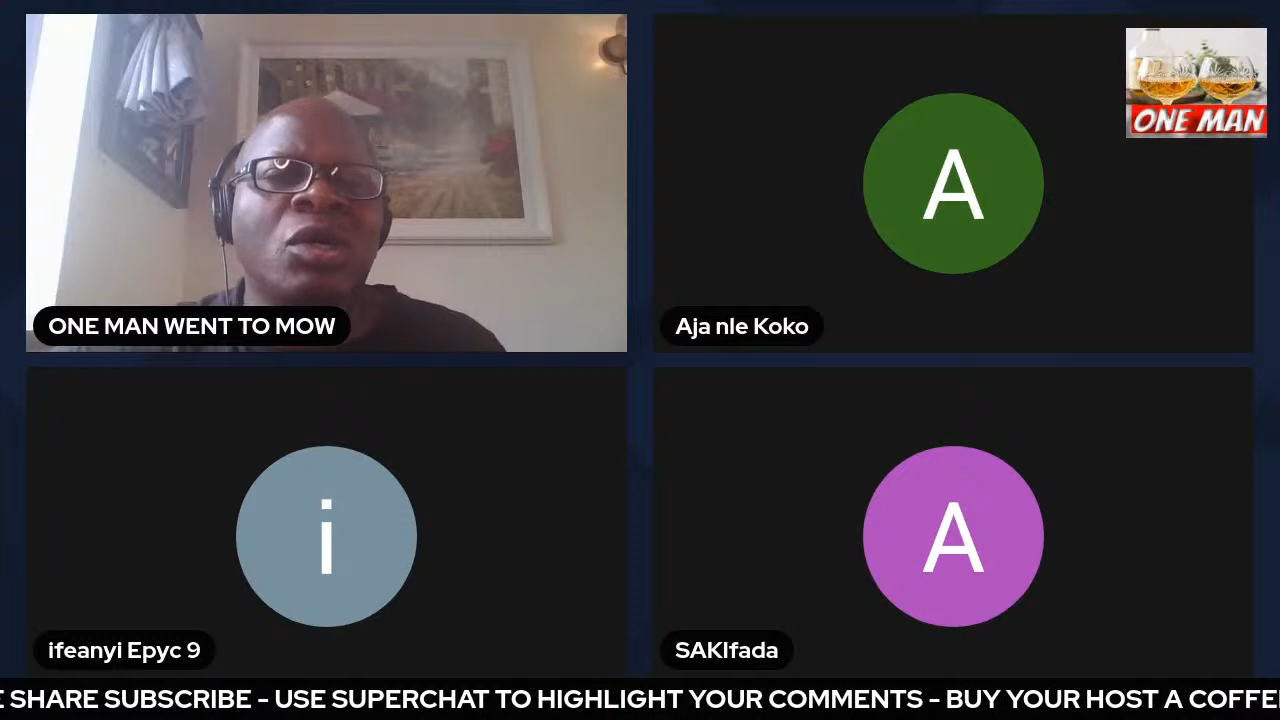 ONE MAN
ONE MAN WENT TO MOW
A
Aja nle Koko
i
ifeanyi Epyc 9
A
SAKIfada
E SHARE SUBSCRIBE - USE SUPERCHAT TO HIGHLIGHT YOUR COMMENTS - BUY YOUR HOST A COFFE